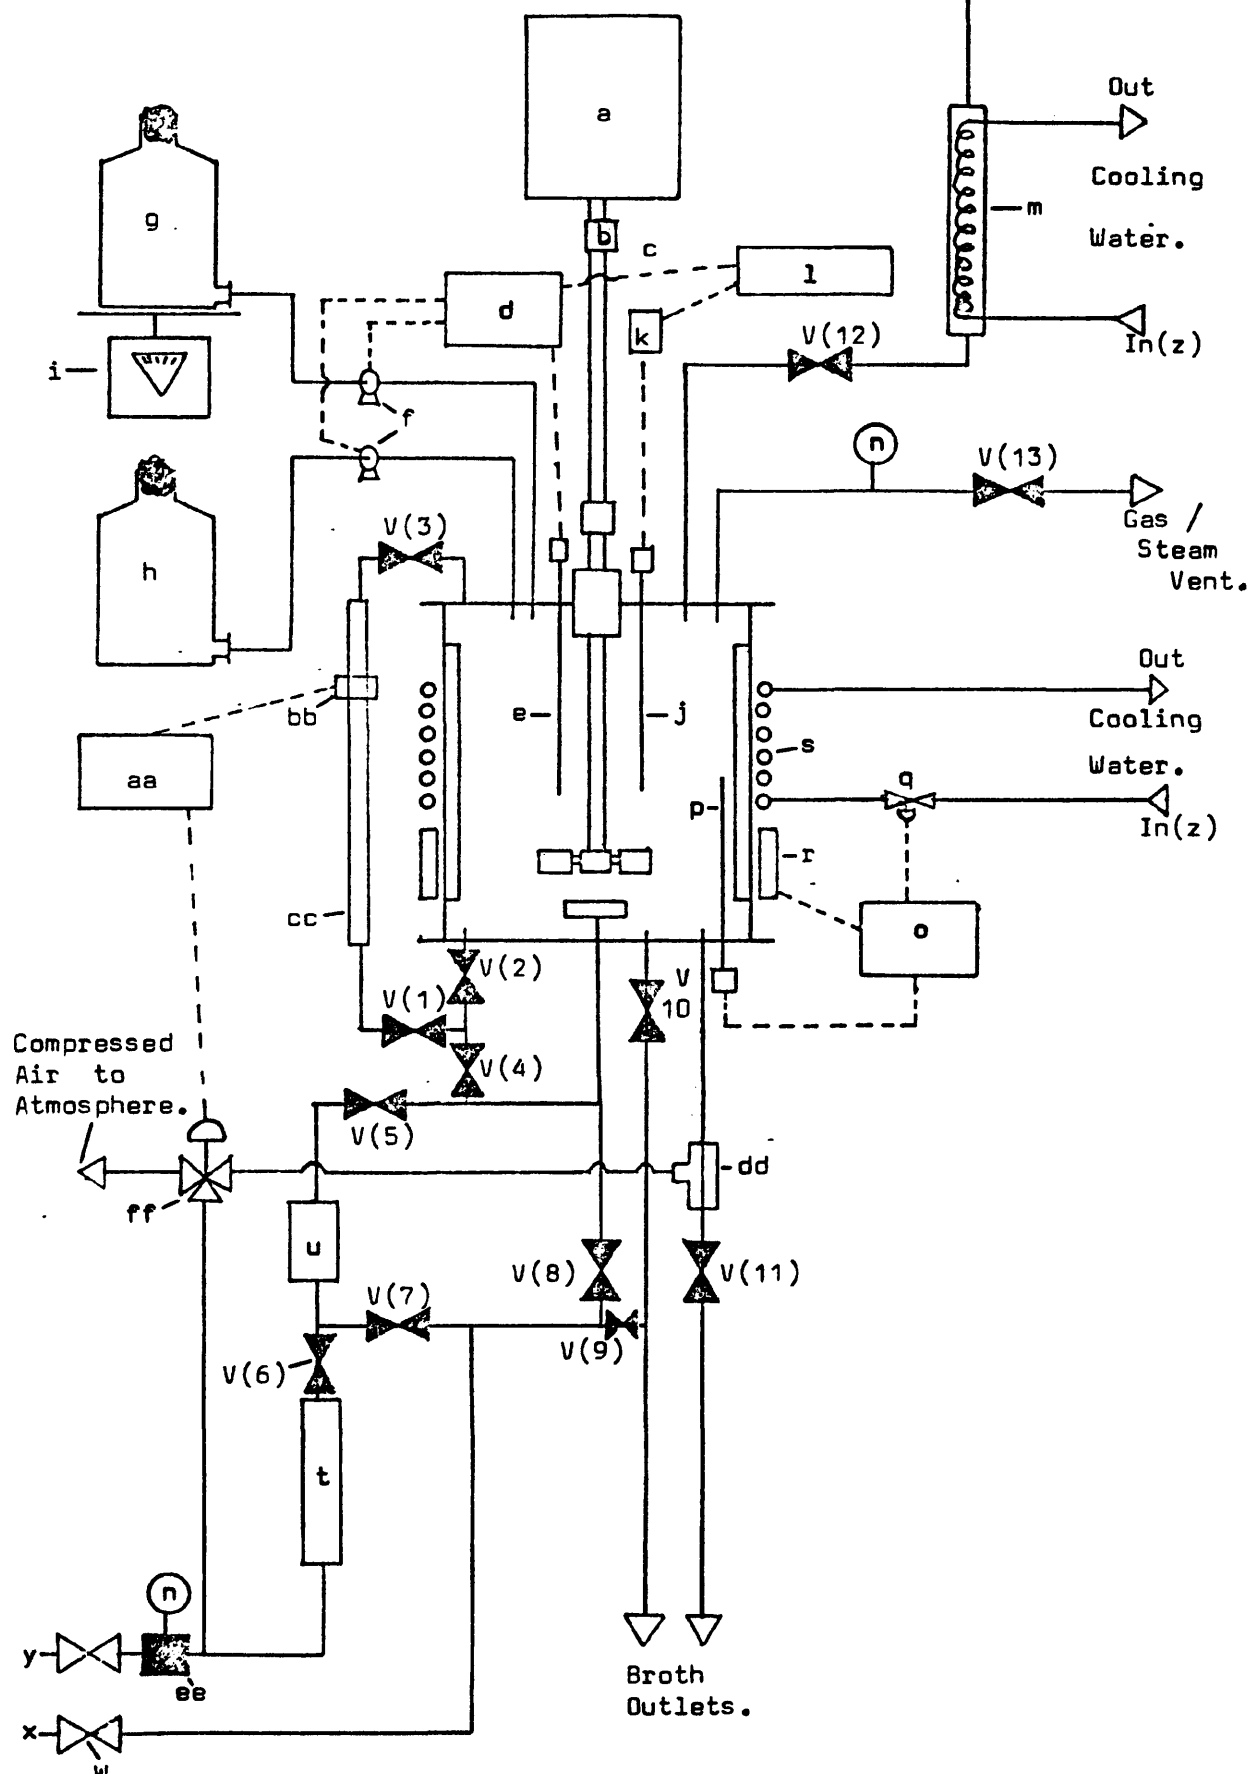 a
Out
Cooling
Water.
m
In(z)
g
b
c
l
d
k
V(12)
i
f
n
V(13)
Gas /
Steam
Vent.
V(3)
h
Out
Cooling
Water.
bb
e
j
s
aa
q
p
In(z)
r
cc
o
V(2)
V
10
V(1)
V(4)
Compressed
Air to
Atmosphere.
V(5)
dd
ff
u
V(8)
V(11)
V(7)
V(9)
V(6)
t
n
y
ee
Broth
Outlets.
x
w